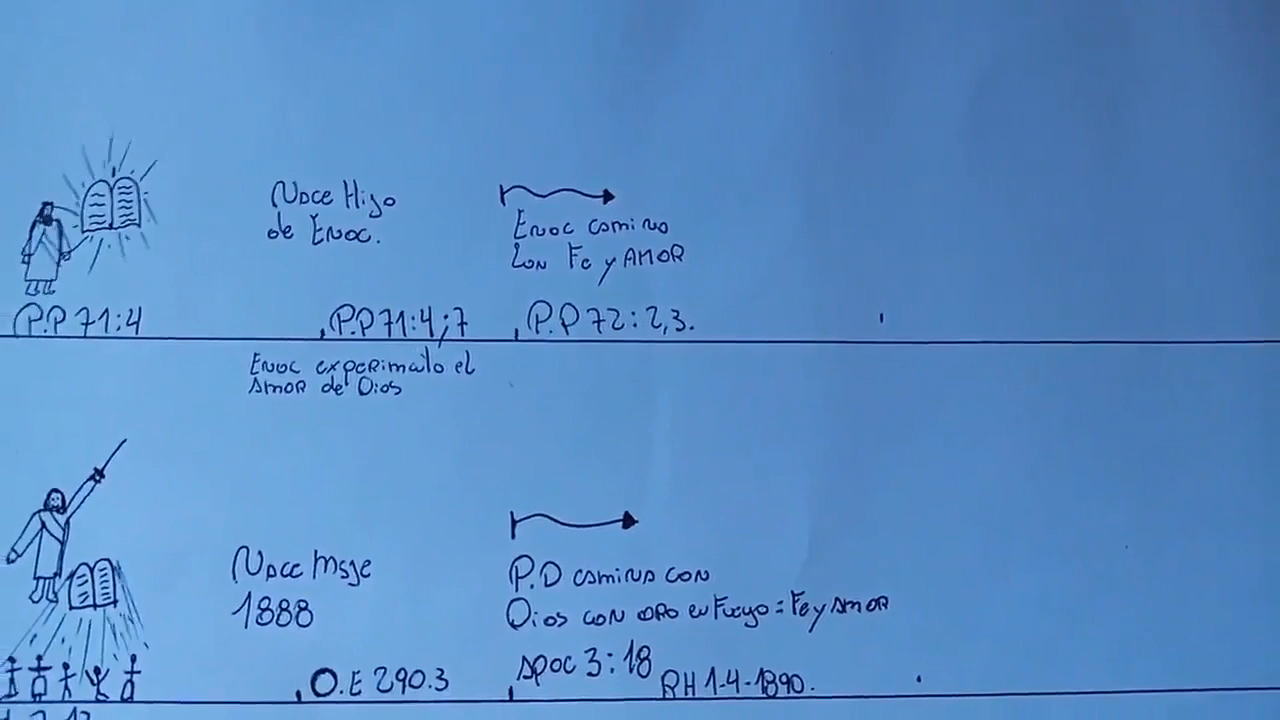 Nace Hijo
de Enoc.
Enoc camino
con Fe y AMOR
P.P 71:4
P.P 71:4;7
P.P 72:2,3.
Enoc experimato el
Amor de Dios
Nace Msje
1888
P.D camina con
Dios con oro en Fuego = Fe y Amor
O.E 290.3
Apoc 3:18
RH 1-4-1890.